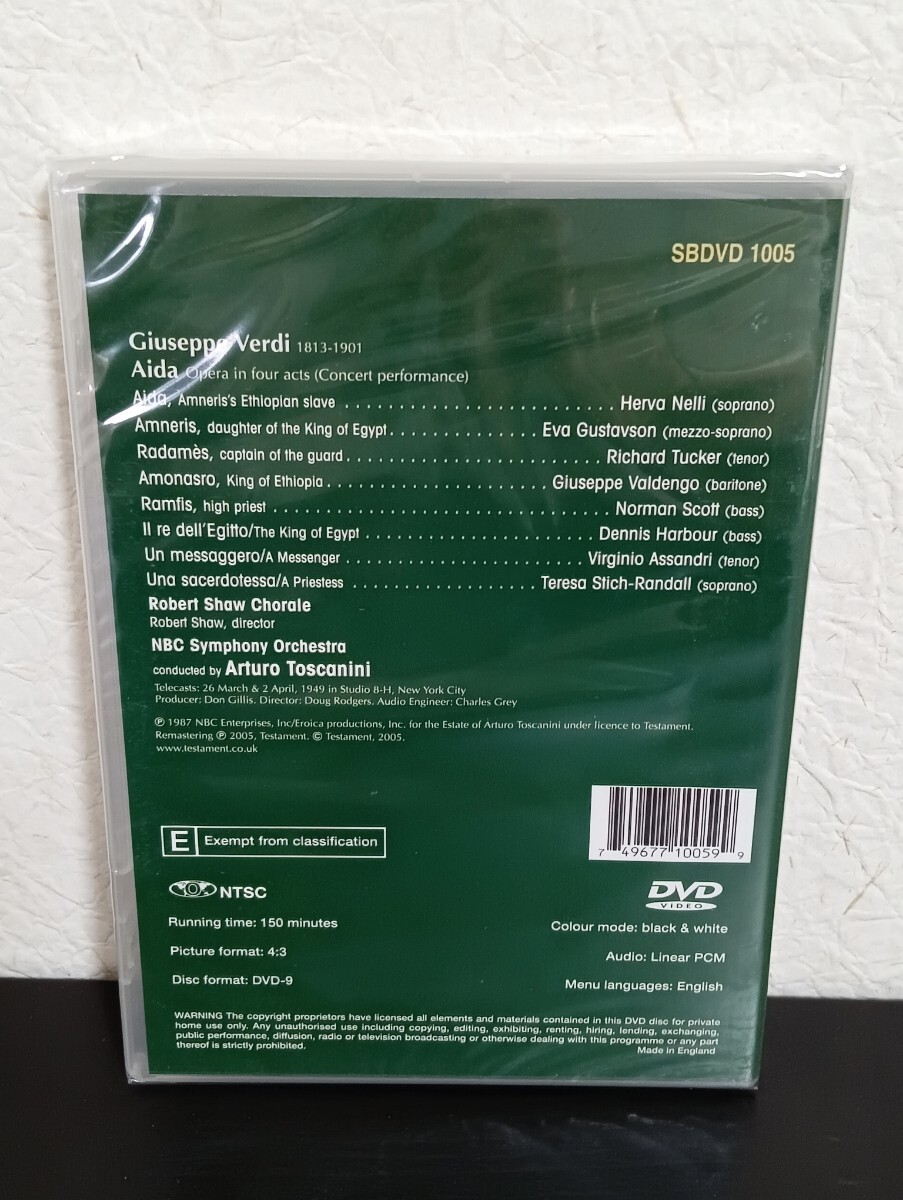 SBDVD 1005
Giuseppe Verdi 1813-1901
Aida Opera in four acts (Concert performance)
Aida, Amneris's Ethiopian slave . . . . . . . . . . . . . . . . . . . . . . . . . . Herva Nelli (soprano)
Amneris, daughter of the King of Egypt. . . . . . . . . . . . . . Eva Gustavson (mezzo-soprano)
Radamès, captain of the guard . . . . . . . . . . . . . . . . . . . . . . . . Richard Tucker (tenor)
Amonasro, King of Ethiopia . . . . . . . . . . . . . . . . . . . . . Giuseppe Valdengo (baritone)
Ramfis, high priest . . . . . . . . . . . . . . . . . . . . . . . . . . . . . . . . Norman Scott (bass)
Il re dell'Egitto/The King of Egypt . . . . . . . . . . . . . . . . . . . . . . Dennis Harbour (bass)
Un messaggero/A Messenger . . . . . . . . . . . . . . . . . . . . . . . Virginio Assandri (tenor)
Una sacerdotessa/A Priestess . . . . . . . . . . . . . . . . . . Teresa Stich-Randall (soprano)
Robert Shaw Chorale
Robert Shaw, director
NBC Symphony Orchestra
conducted by Arturo Toscanini
Telecasts: 26 March & 2 April, 1949 in Studio 8-H, New York City
Producer: Don Gillis. Director: Doug Rodgers. Audio Engineer: Charles Grey
℗ 1987 NBC Enterprises, Inc/Eroica productions, Inc. for the Estate of Arturo Toscanini under licence to Testament.
Remastering ℗ 2005, Testament. © Testament, 2005.
www.testament.co.uk
7 49677 10059 9
E Exempt from classification
NTSC
DVD
VIDEO
Running time: 150 minutes
Colour mode: black & white
Picture format: 4:3
Audio: Linear PCM
Disc format: DVD-9
Menu languages: English
WARNING The copyright proprietors have licensed all elements and materials contained in this DVD disc for private
home use only. Any unauthorised use including copying, editing, exhibiting, renting, hiring, lending, exchanging,
public performance, diffusion, radio or television broadcasting or otherwise dealing with this programme or any part
thereof is strictly prohibited.
Made in England